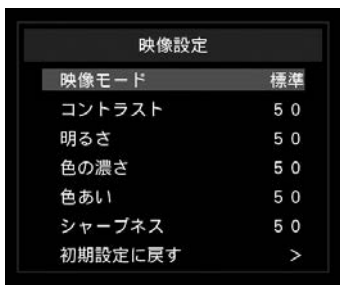 映像設定
映像モード 標準
コントラスト 50
明るさ 50
色の濃さ 50
色あい 50
シャープネス 50
初期設定に戻す >